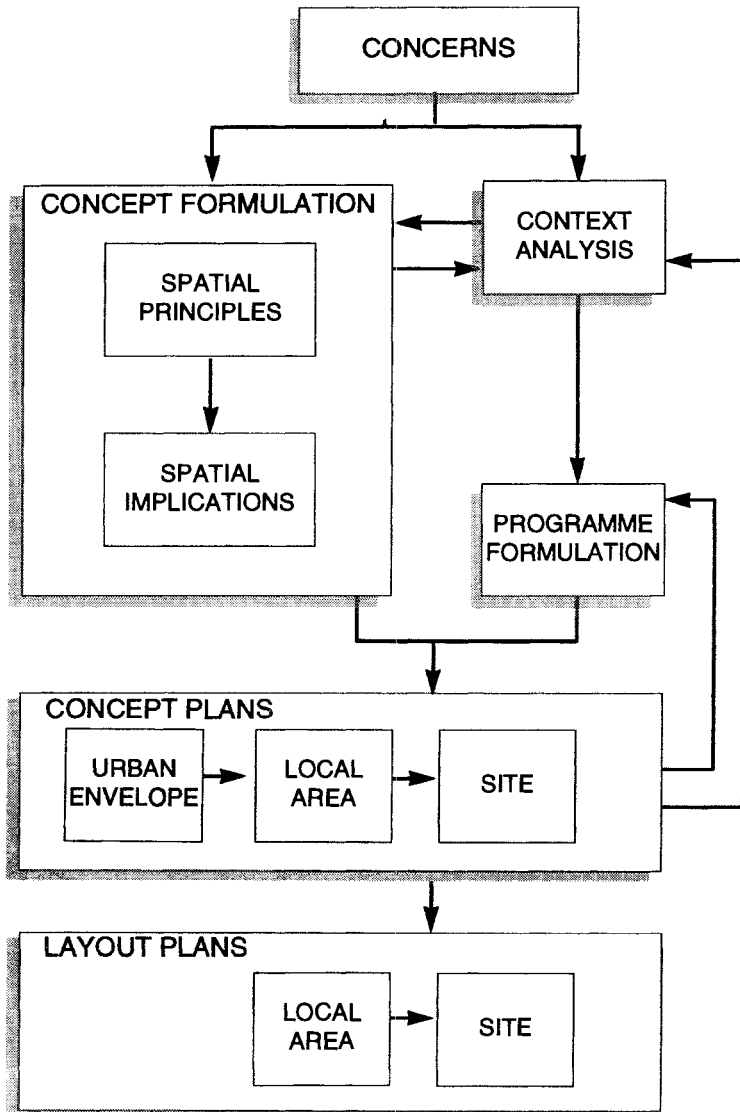 CONCERNS
CONCEPT FORMULATION
SPATIAL
PRINCIPLES
SPATIAL
IMPLICATIONS
CONTEXT
ANALYSIS
PROGRAMME
FORMULATION
CONCEPT PLANS
URBAN
ENVELOPE
LOCAL
AREA
SITE
LAYOUT PLANS
LOCAL
AREA
SITE